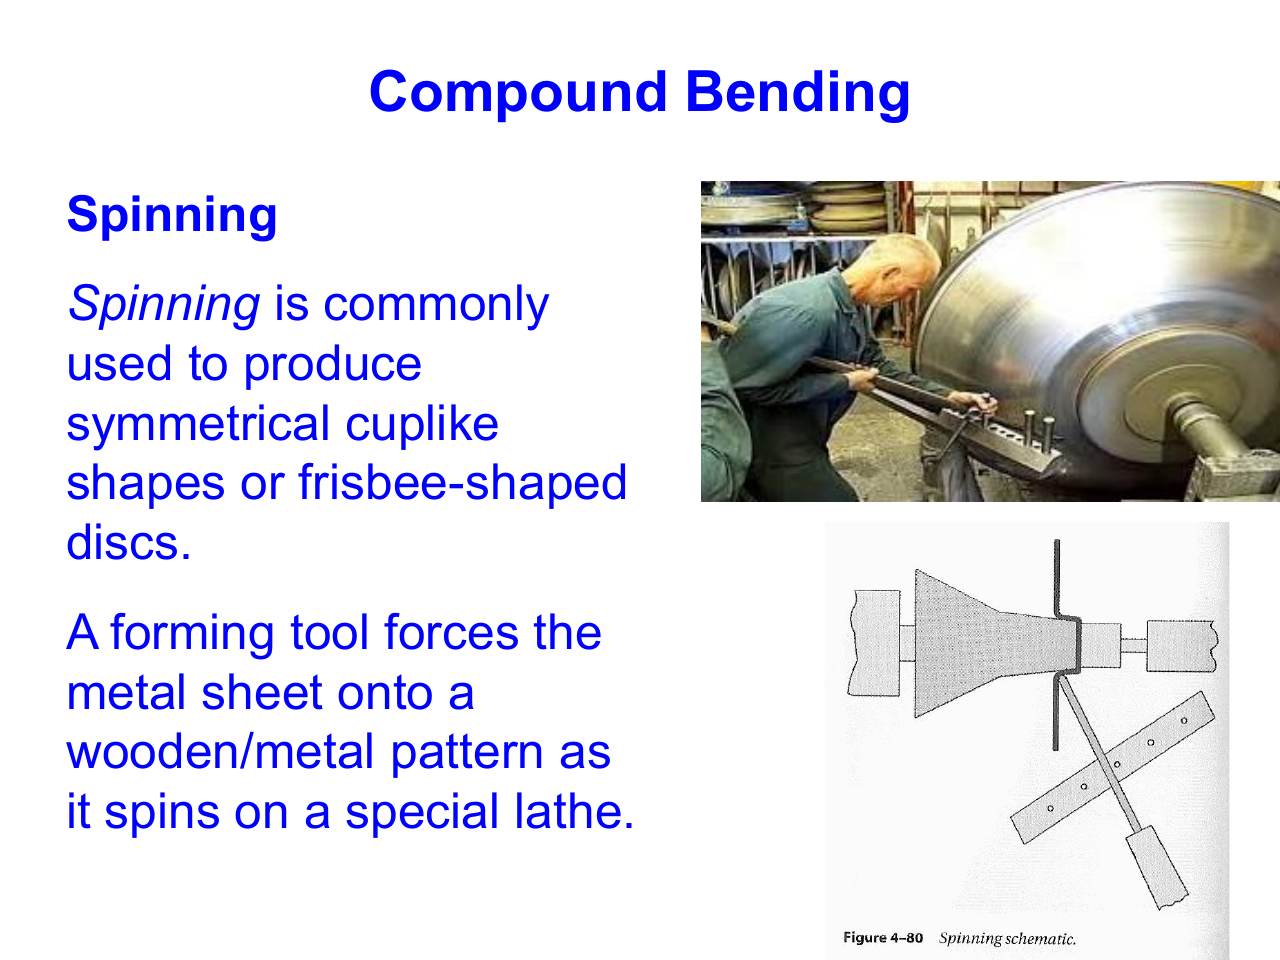 Compound Bending
Spinning
Spinning is commonly
used to produce
symmetrical cuplike
shapes or frisbee-shaped
discs.
A forming tool forces the
metal sheet onto a
wooden/metal pattern as
it spins on a special lathe.
Figure 4–80 Spinning schematic.